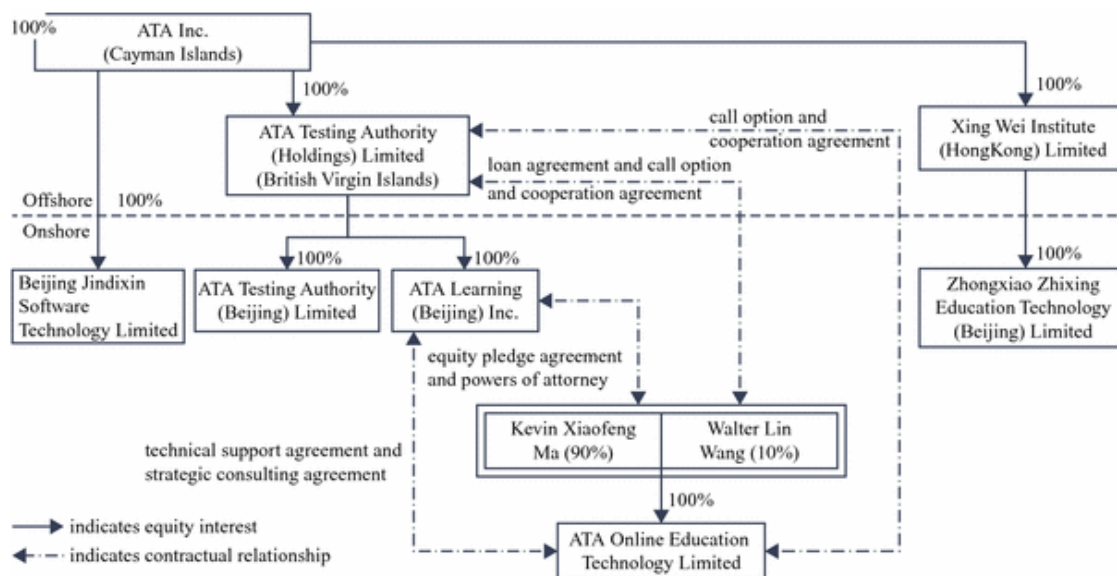 100%
ATA Inc.
(Cayman Islands)
100%
100%
ATA Testing Authority
(Holdings) Limited
(British Virgin Islands)
call option and
cooperation agreement
Xing Wei Institute
(HongKong) Limited
loan agreement and call option
and cooperation agreement
Offshore
100%
Onshore
100%
100%
100%
Beijing Jindixin
Software
Technology Limited
ATA Testing Authority
(Beijing) Limited
ATA Learning
(Beijing) Inc.
Zhongxiao Zhixing
Education Technology
(Beijing) Limited
equity pledge agreement
and powers of attorney
Kevin Xiaofeng
Ma (90%)
Walter Lin
Wang (10%)
technical support agreement and
strategic consulting agreement
100%
indicates equity interest
indicates contractual relationship
ATA Online Education
Technology Limited